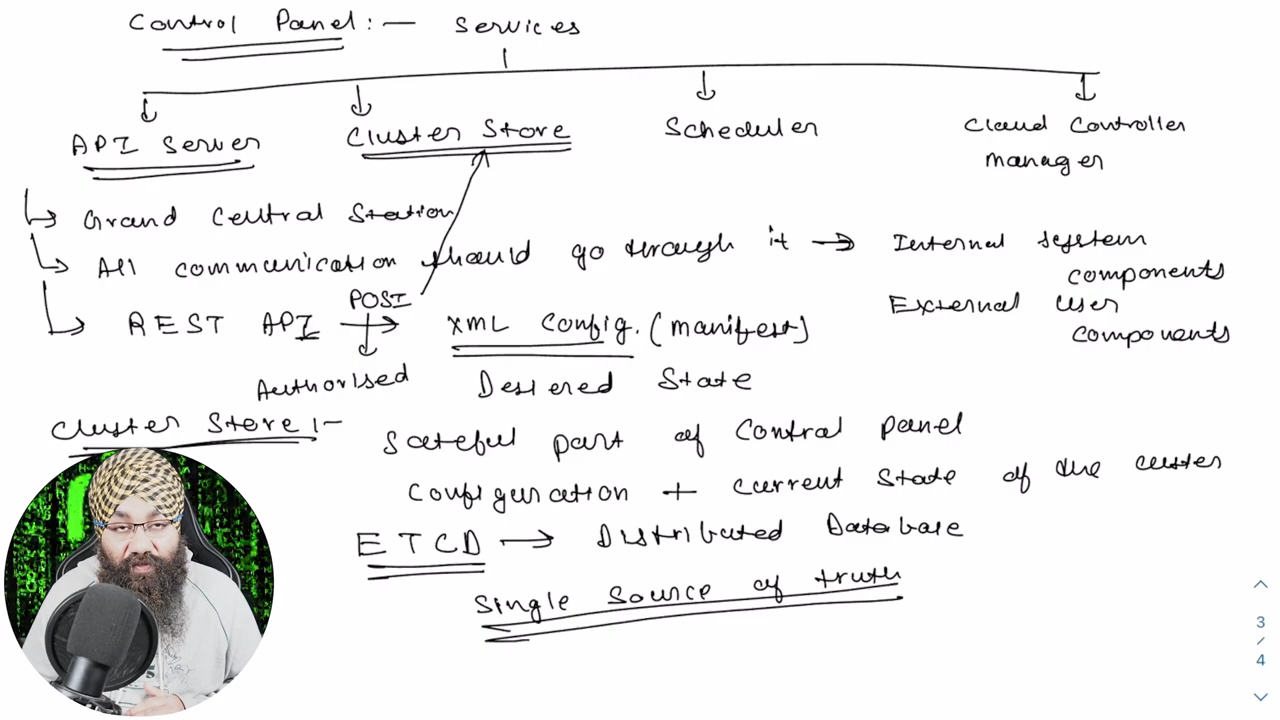 Control Panel :- Services
API Server
Cluster Store
Scheduler
Cloud Controller
manager
Grand Central Station
All communication should go through it → Internal system
components
External User
components
POST
REST API → XML Config. (manifest)
Authorised
Desiered State
Cluster Store :-
Sateful part of Control Panel
Configuration + Current State of the cluster
ETCD → Distributed Database
Single Source of truth
3
/
4